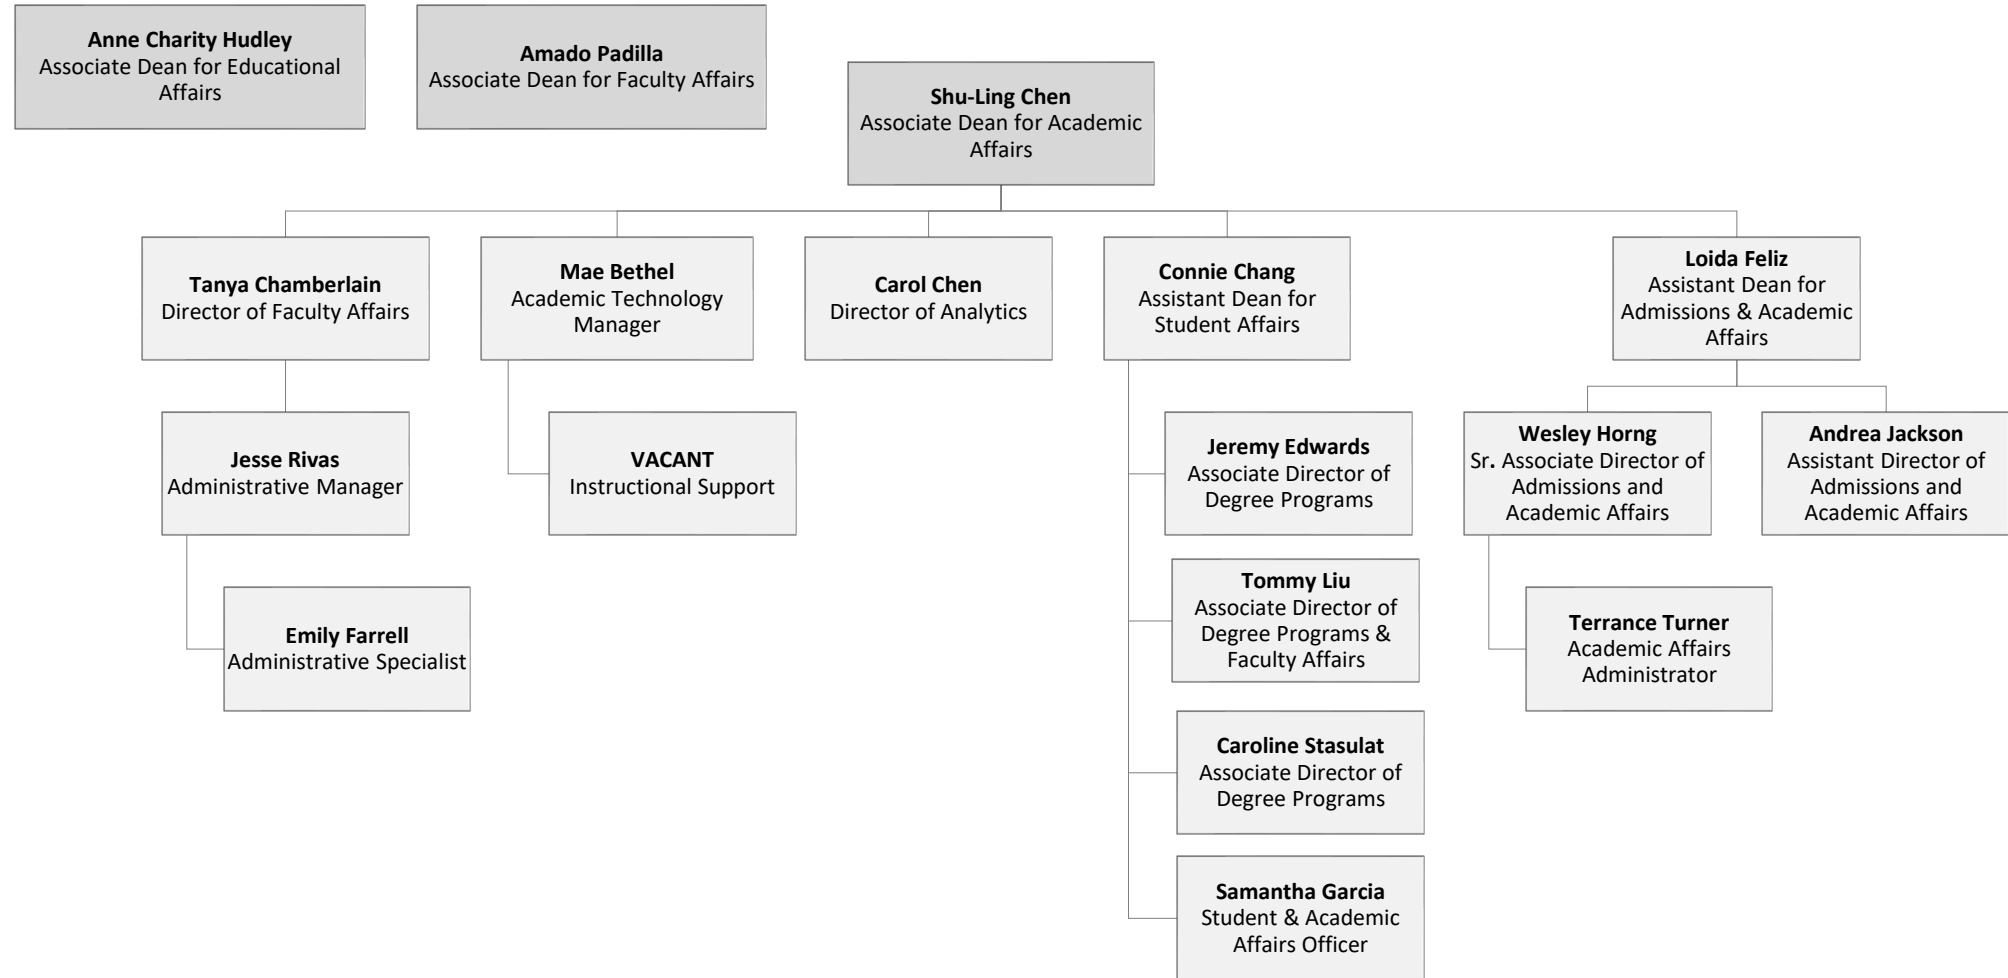 Anne Charity Hudley
Associate Dean for Educational
Affairs
Amado Padilla
Associate Dean for Faculty Affairs
Shu-Ling Chen
Associate Dean for Academic
Affairs
Tanya Chamberlain
Director of Faculty Affairs
Mae Bethel
Academic Technology
Manager
Carol Chen
Director of Analytics
Connie Chang
Assistant Dean for
Student Affairs
Loida Feliz
Assistant Dean for
Admissions & Academic
Affairs
Jesse Rivas
Administrative Manager
VACANT
Instructional Support
Jeremy Edwards
Associate Director of
Degree Programs
Wesley Horng
Sr. Associate Director of
Admissions and
Academic Affairs
Andrea Jackson
Assistant Director of
Admissions and
Academic Affairs
Emily Farrell
Administrative Specialist
Tommy Liu
Associate Director of
Degree Programs &
Faculty Affairs
Terrance Turner
Academic Affairs
Administrator
Caroline Stasulat
Associate Director of
Degree Programs
Samantha Garcia
Student & Academic
Affairs Officer